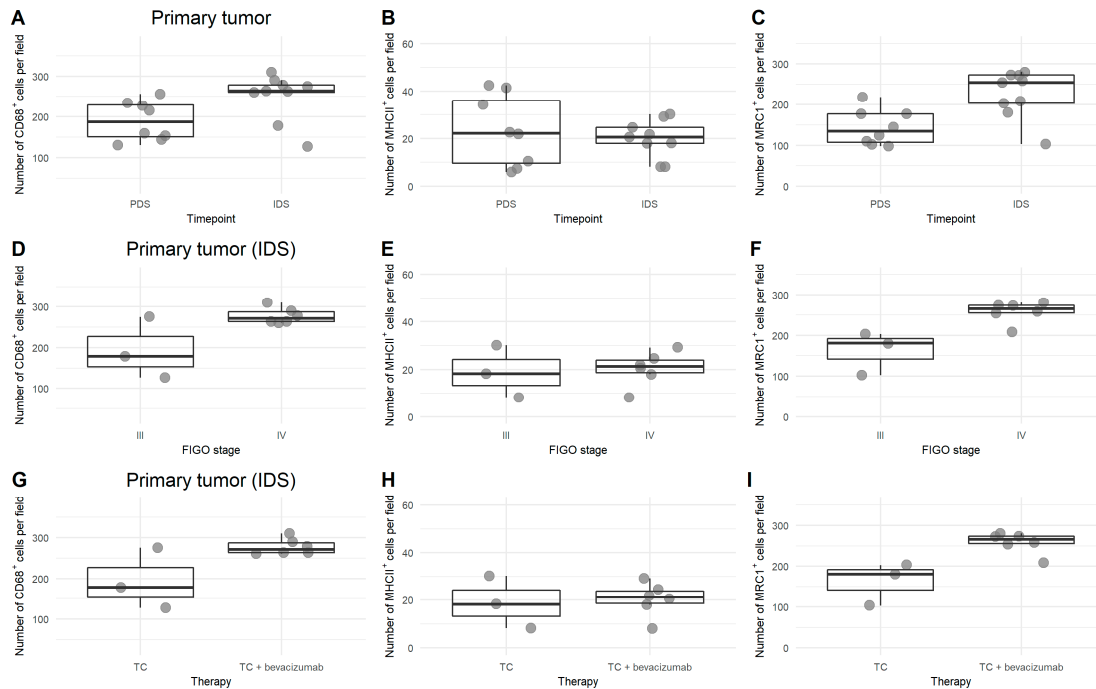 A Primary tumor
Number of CD68+ cells per field
300
200
100
PDS IDS
Timepoint
B
Number of MHCII+ cells per field
60
40
20
0
PDS IDS
Timepoint
C
Number of MRC1+ cells per field
300
200
100
0
PDS IDS
Timepoint
D Primary tumor (IDS)
Number of CD68+ cells per field
300
200
100
III IV
FIGO stage
E
Number of MHCII+ cells per field
60
40
20
0
III IV
FIGO stage
F
Number of MRC1+ cells per field
300
200
100
0
III IV
FIGO stage
G Primary tumor (IDS)
Number of CD68+ cells per field
300
200
100
TC TC + bevacizumab
Therapy
H
Number of MHCII+ cells per field
60
40
20
0
TC TC + bevacizumab
Therapy
I
Number of MRC1+ cells per field
300
200
100
0
TC TC + bevacizumab
Therapy